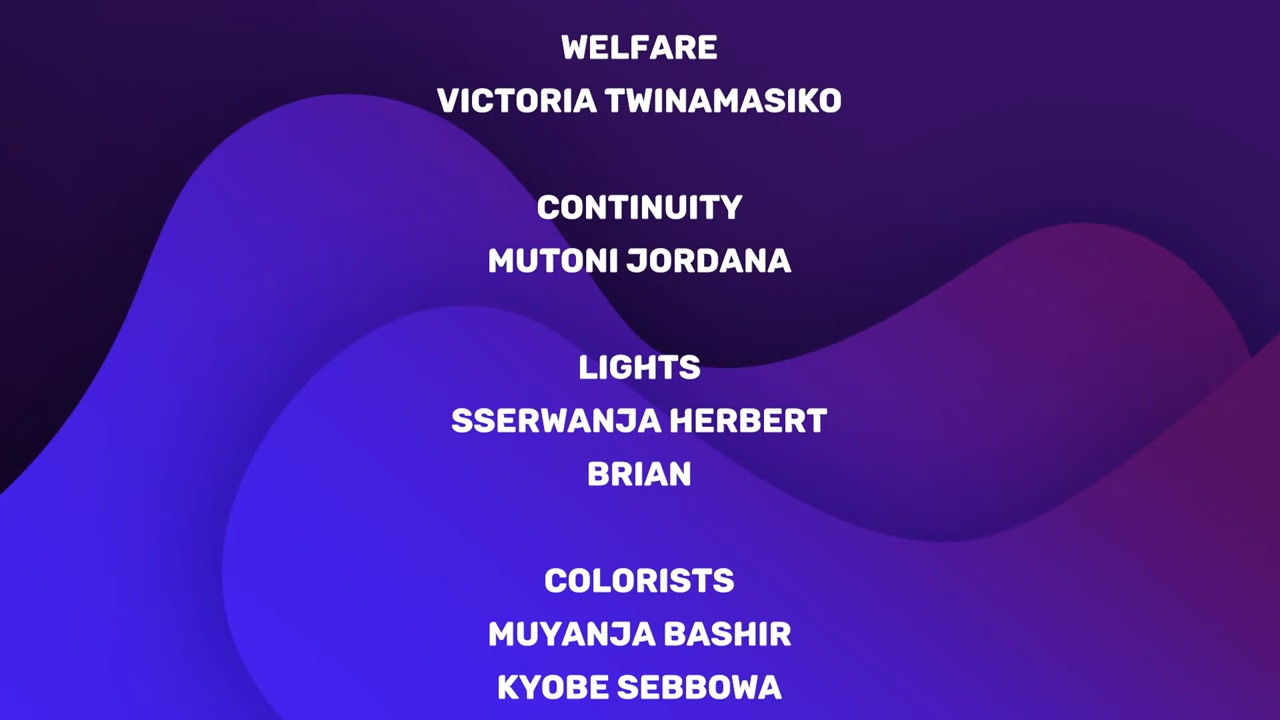 WELFARE
VICTORIA TWINAMASIKO
CONTINUITY
MUTONI JORDANA
LIGHTS
SSERWANJA HERBERT
BRIAN
COLORISTS
MUYANJA BASHIR
KYOBE SEBBOWA